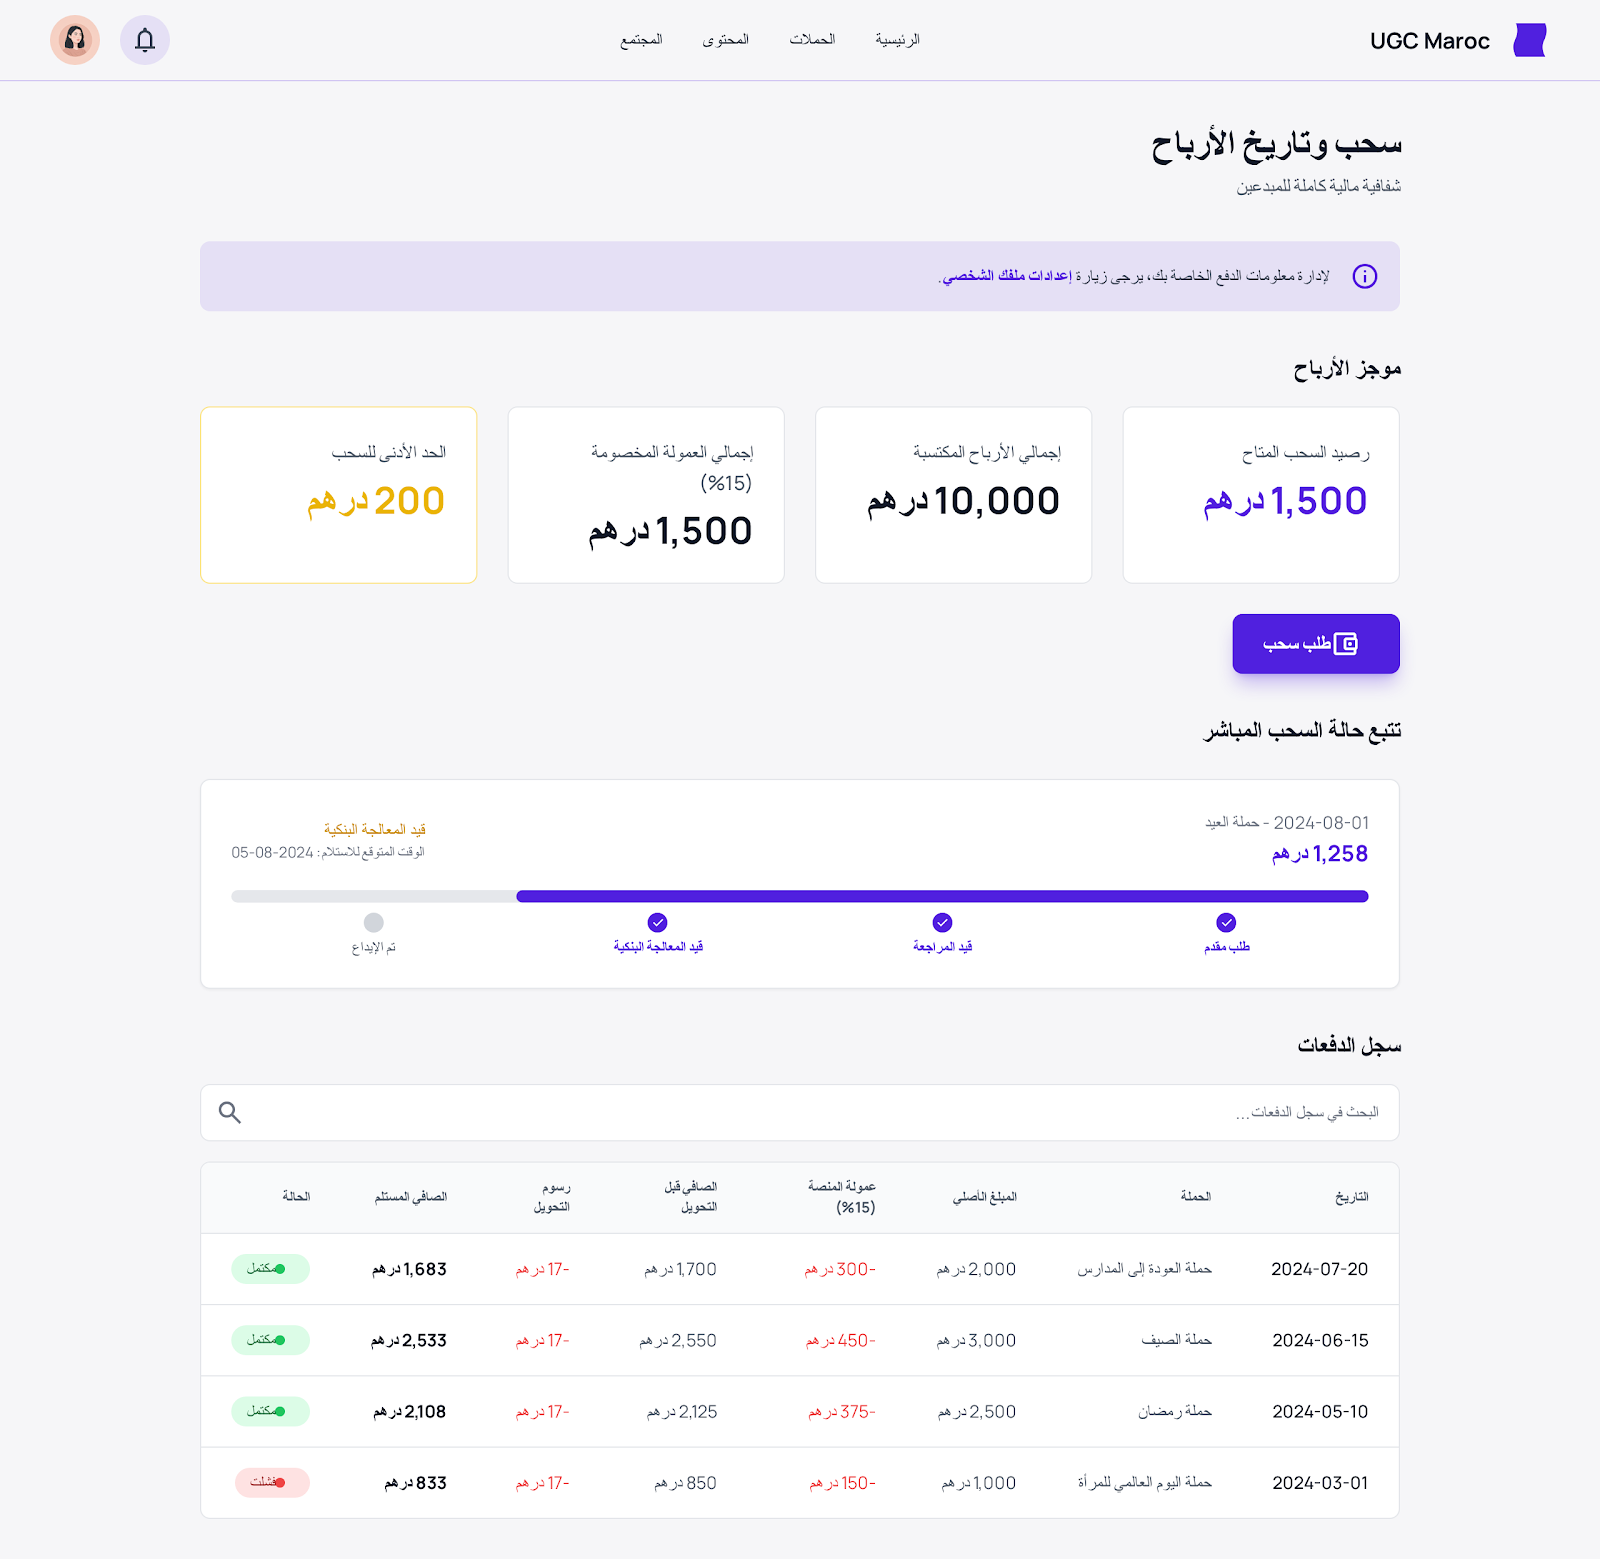 UGC Maroc
الرئيسية
الحملات
المحتوى
المجتمع
سحب وتاريخ الأرباح
شفافية مالية كاملة للمبدعين
لإدارة معلومات الدفع الخاصة بك، يرجى زيارة إعدادات ملفك الشخصي.
موجز الأرباح
رصيد السحب المتاح
1,500 درهم
إجمالي الأرباح المكتسبة
10,000 درهم
إجمالي العمولة المخصومة
(15%)
1,500 درهم
الحد الأدنى للسحب
200 درهم
طلب سحب
تتبع حالة السحب المباشر
2024-08-01 - حملة العيد
1,258 درهم
قيد المعالجة البنكية
الوقت المتوقع للاستلام: 2024-08-05
طلب مقدم
قيد المراجعة
قيد المعالجة البنكية
تم الإيداع
سجل الدفعات
البحث في سجل الدفعات...
التاريخ
الحملة
المبلغ الأصلي
عمولة المنصة
(15%)
الصافي قبل
التحويل
رسوم
التحويل
الصافي المستلم
الحالة
2024-07-20
حملة العودة إلى المدارس
2,000 درهم
-300 درهم
1,700 درهم
-17 درهم
1,683 درهم
مكتمل
2024-06-15
حملة الصيف
3,000 درهم
-450 درهم
2,550 درهم
-17 درهم
2,533 درهم
مكتمل
2024-05-10
حملة رمضان
2,500 درهم
-375 درهم
2,125 درهم
-17 درهم
2,108 درهم
مكتمل
2024-03-01
حملة اليوم العالمي للمرأة
1,000 درهم
-150 درهم
850 درهم
-17 درهم
833 درهم
فشلت